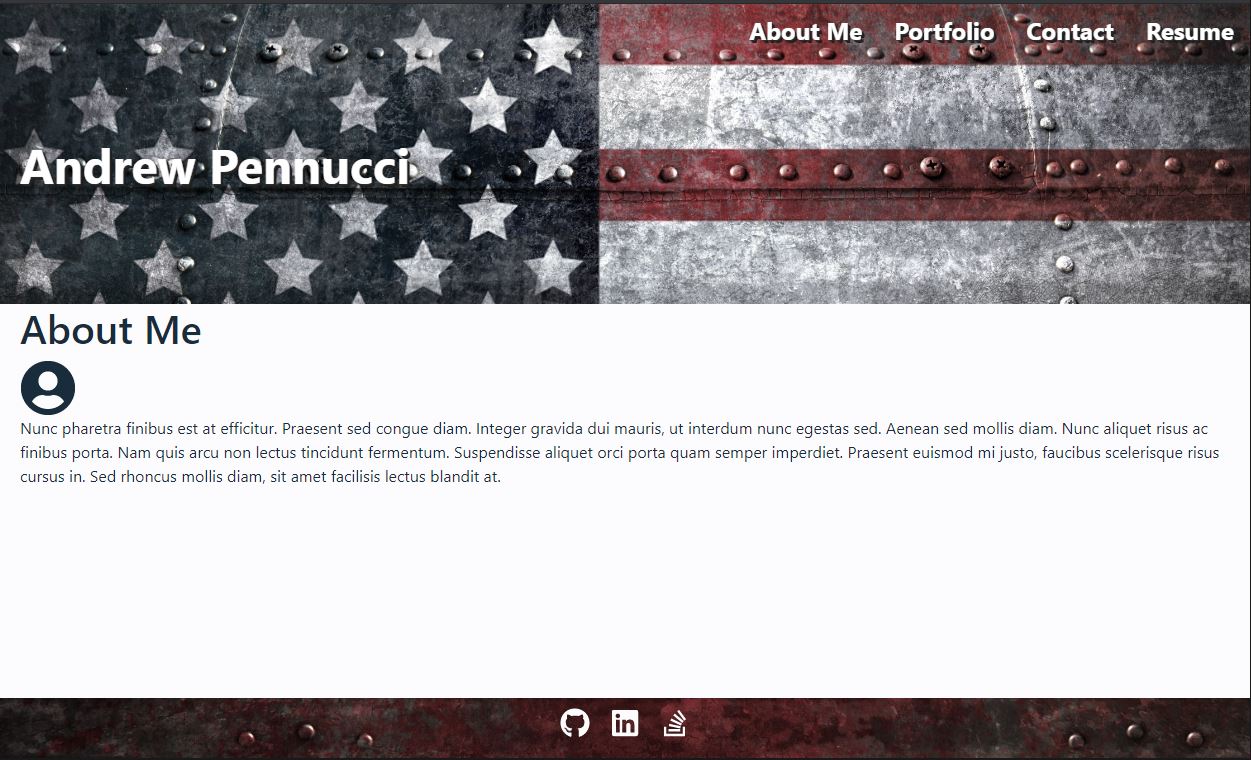 About Me Portfolio Contact Resume
Andrew Pennucci
About Me
Nunc pharetra finibus est at efficitur. Praesent sed congue diam. Integer gravida dui mauris, ut interdum nunc egestas sed. Aenean sed mollis diam. Nunc aliquet risus ac
finibus porta. Nam quis arcu non lectus tincidunt fermentum. Suspendisse aliquet orci porta quam semper imperdiet. Praesent euismod mi justo, faucibus scelerisque risus
cursus in. Sed rhoncus mollis diam, sit amet facilisis lectus blandit at.
in